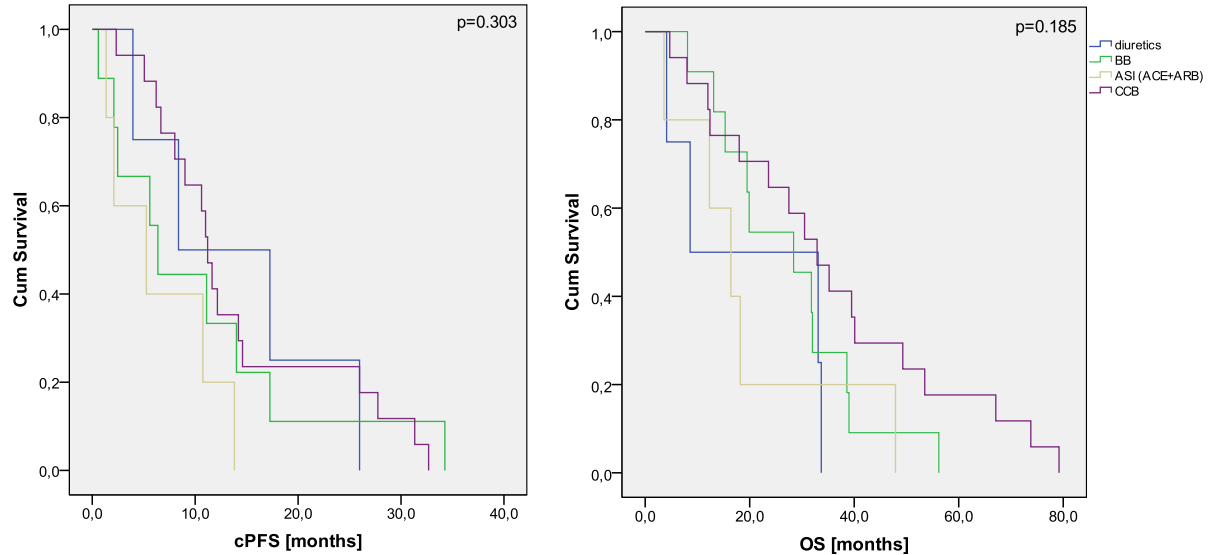 p=0.303
1,0
0,8
0,6
0,4
0,2
0,0
Cum Survival
0,0
10,0
20,0
30,0
40,0
cPFS [months]
p=0.185
1,0
0,8
0,6
0,4
0,2
0,0
Cum Survival
0,0
20,0
40,0
60,0
80,0
OS [months]
diuretics
BB
ASI (ACE+ARB)
CCB